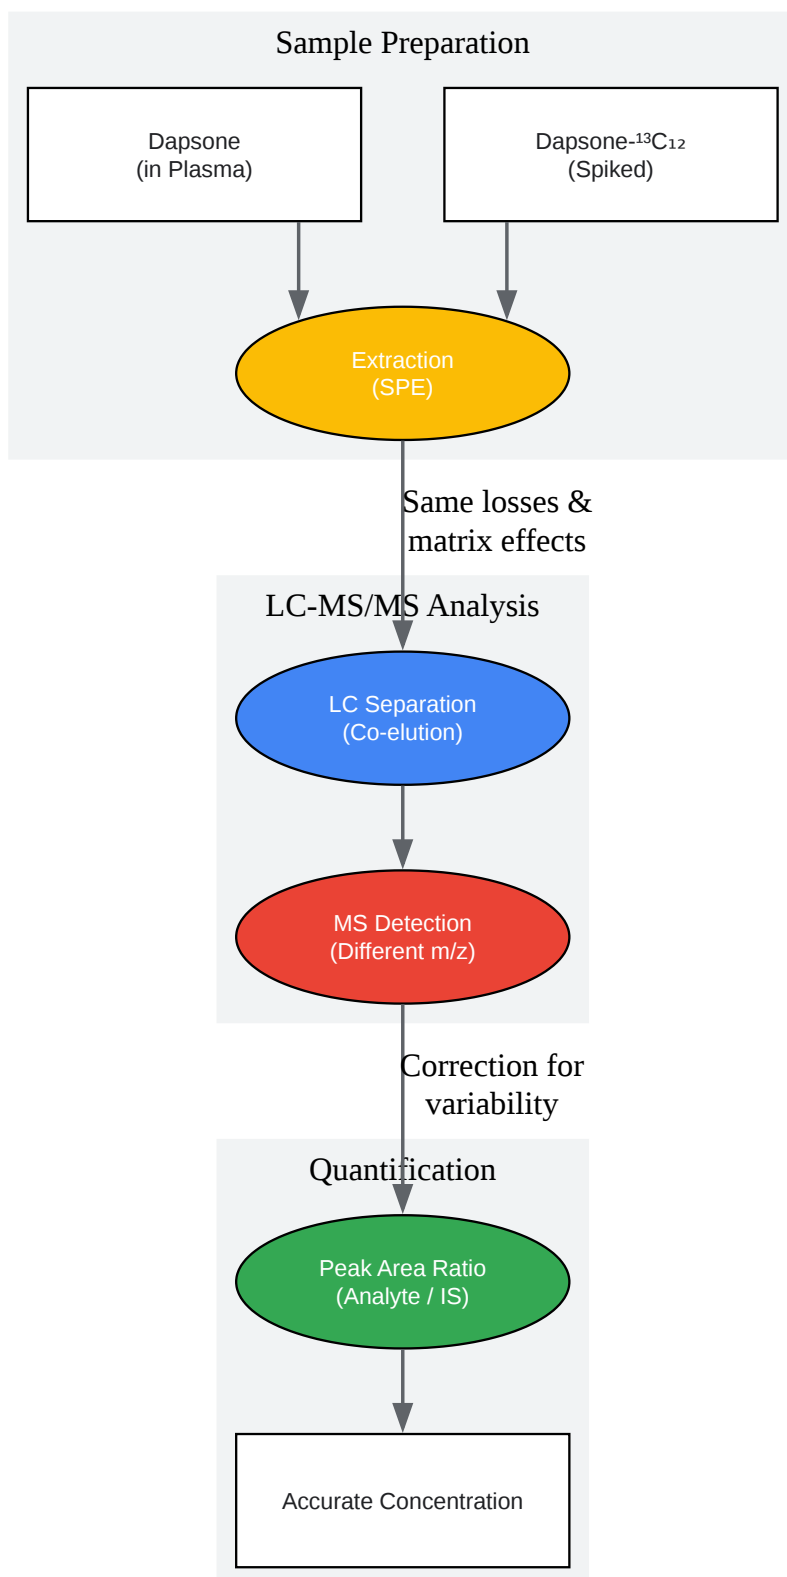 Sample Preparation
Dapsone
(in Plasma)
Dapsone-¹³C₁₂
(Spiked)
Extraction
(SPE)
Same losses &
matrix effects
LC-MS/MS Analysis
LC Separation
(Co-elution)
MS Detection
(Different m/z)
Correction for
variability
Quantification
Peak Area Ratio
(Analyte / IS)
Accurate Concentration